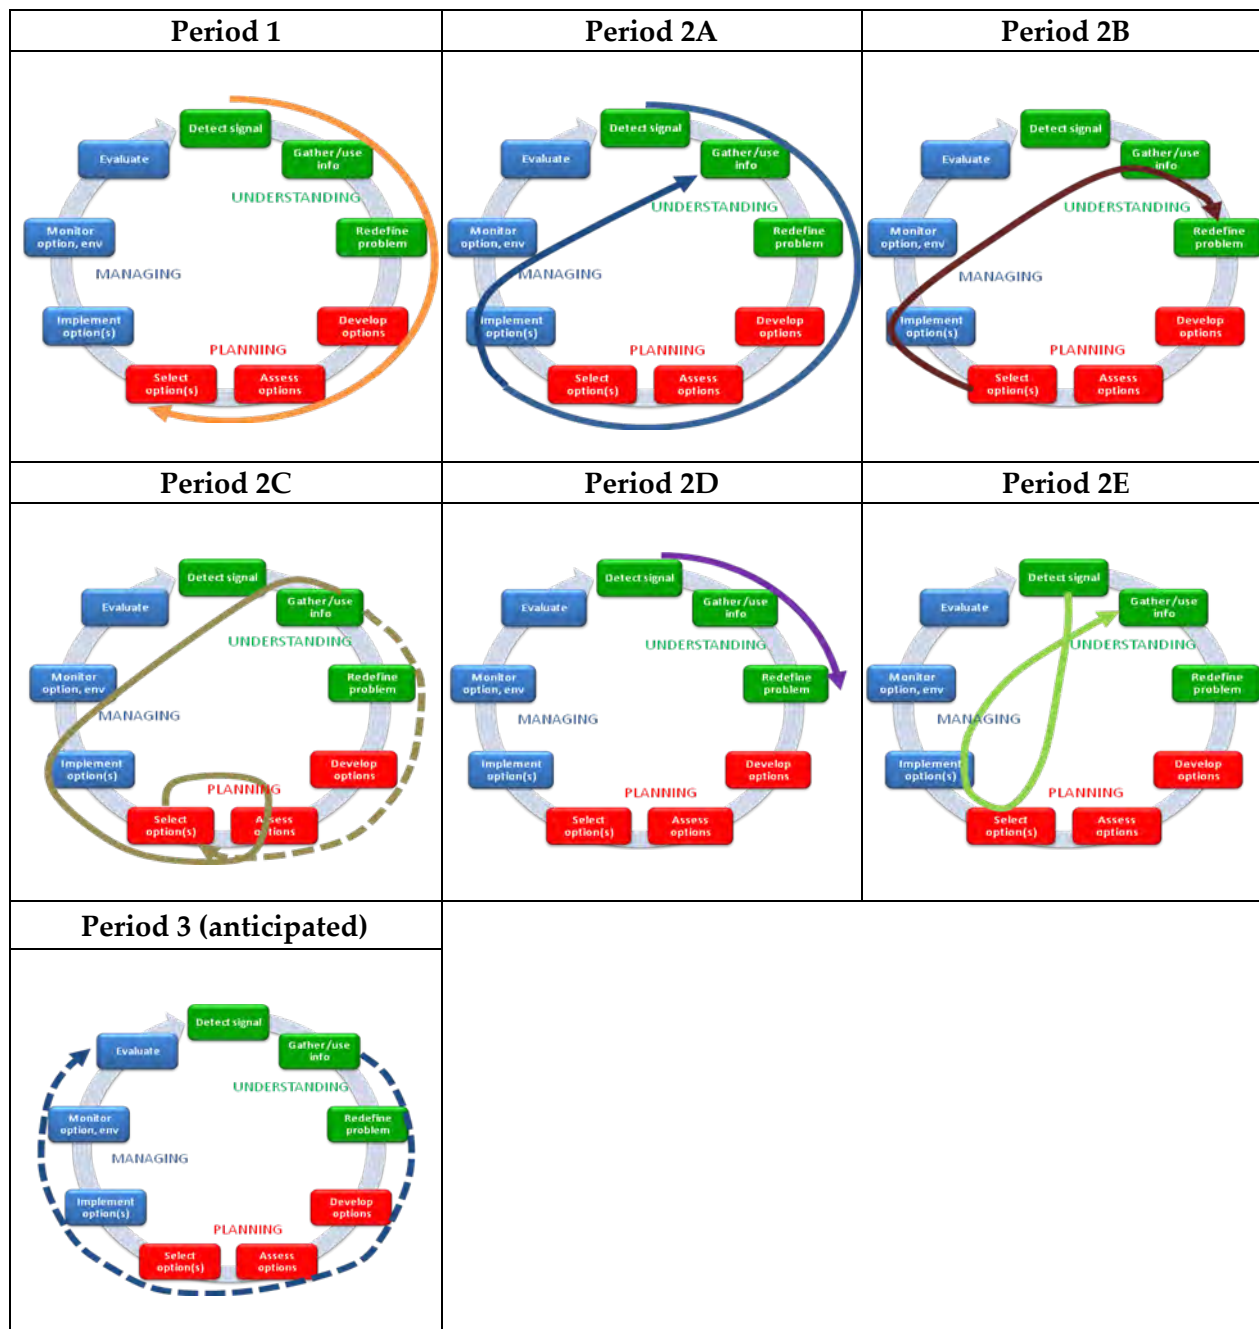 Period 1
Period 2A
Period 2B
Detect signal
Evaluate
Gather/use
info
UNDERSTANDING
Monitor
option, env
Redefine
problem
MANAGING
Implement
option(s)
Develop
options
PLANNING
Select
option(s)
Assess
options
Detect signal
Evaluate
Gather/use
info
UNDERSTANDING
Monitor
option, env
Redefine
problem
MANAGING
Implement
option(s)
Develop
options
PLANNING
Select
option(s)
Assess
options
Detect signal
Evaluate
Gather/use
info
UNDERSTANDING
Monitor
option, env
Redefine
problem
MANAGING
Implement
option(s)
Develop
options
PLANNING
Select
option(s)
Assess
options
Period 2C
Period 2D
Period 2E
Detect signal
Evaluate
Gather/use
info
UNDERSTANDING
Monitor
option, env
Redefine
problem
MANAGING
Implement
option(s)
Develop
options
PLANNING
Select
option(s)
Assess
options
Detect signal
Evaluate
Gather/use
info
UNDERSTANDING
Monitor
option, env
Redefine
problem
MANAGING
Implement
option(s)
Develop
options
PLANNING
Select
option(s)
Assess
options
Detect signal
Evaluate
Gather/use
info
UNDERSTANDING
Monitor
option, env
Redefine
problem
MANAGING
Implement
option(s)
Develop
options
PLANNING
Select
option(s)
Assess
options
Period 3 (anticipated)
Detect signal
Evaluate
Gather/use
info
UNDERSTANDING
Monitor
option, env
Redefine
problem
MANAGING
Implement
option(s)
Develop
options
PLANNING
Select
option(s)
Assess
options